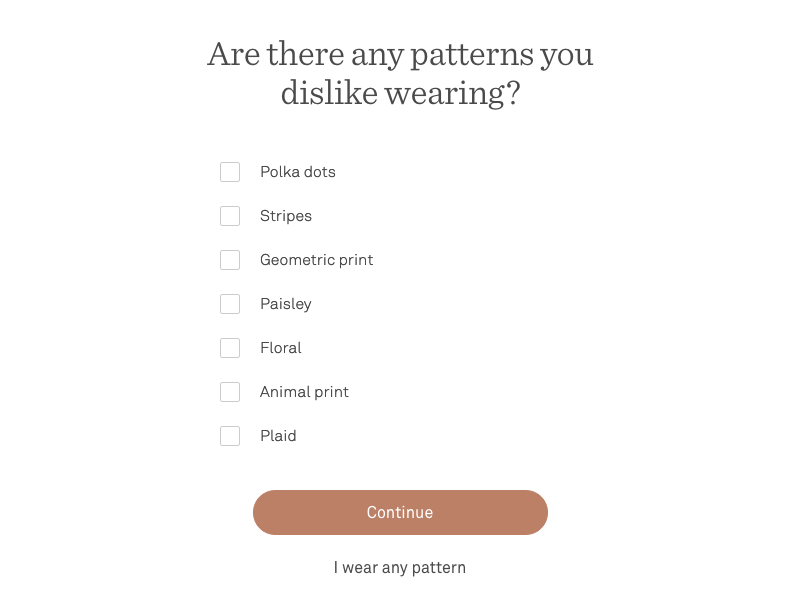 Are there any patterns you
dislike wearing?
Polka dots
Stripes
Geometric print
Paisley
Floral
Animal print
Plaid
Continue
I wear any pattern